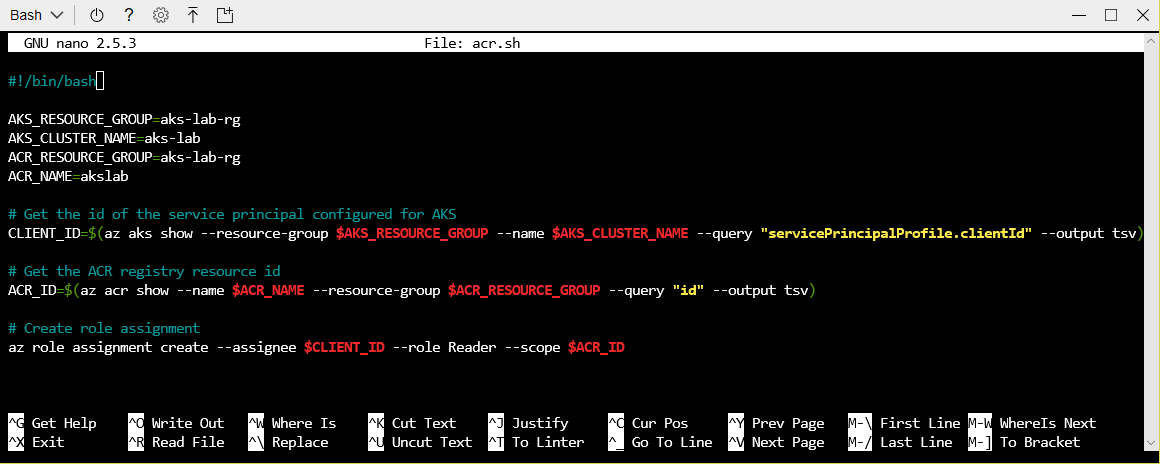 Bash
GNU nano 2.5.3 File: acr.sh
#!/bin/bash
AKS_RESOURCE_GROUP=aks-lab-rg
AKS_CLUSTER_NAME=aks-lab
ACR_RESOURCE_GROUP=aks-lab-rg
ACR_NAME=akslab
# Get the id of the service principal configured for AKS
CLIENT_ID=$(az aks show --resource-group $AKS_RESOURCE_GROUP --name $AKS_CLUSTER_NAME --query "servicePrincipalProfile.clientId" --output tsv)
# Get the ACR registry resource id
ACR_ID=$(az acr show --name $ACR_NAME --resource-group $ACR_RESOURCE_GROUP --query "id" --output tsv)
# Create role assignment
az role assignment create --assignee $CLIENT_ID --role Reader --scope $ACR_ID
^G Get Help ^O Write Out ^W Where Is ^K Cut Text ^J Justify ^C Cur Pos ^Y Prev Page M-\ First Line M-W WhereIs Next
^X Exit ^R Read File ^\ Replace ^U Uncut Text ^T To Linter ^_ Go To Line ^V Next Page M-/ Last Line M-] To Bracket